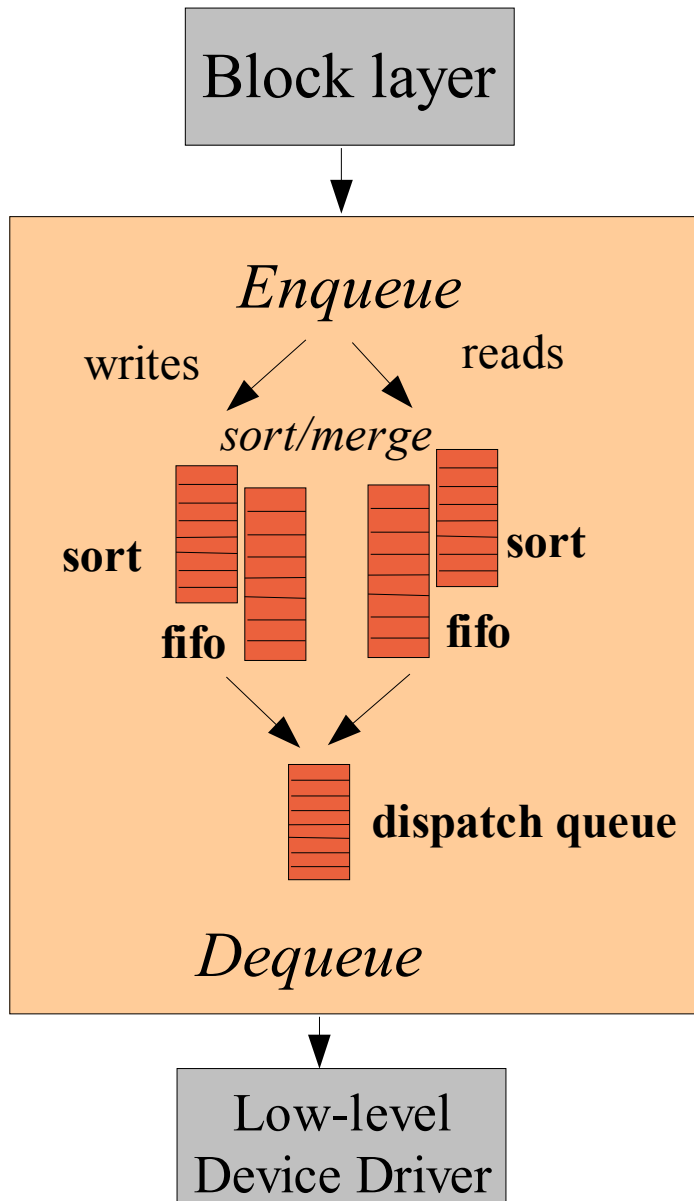 Block layer
Enqueue
writes
reads
sort/merge
sort
sort
fifo
fifo
dispatch queue
Dequeue
Low-level
Device Driver